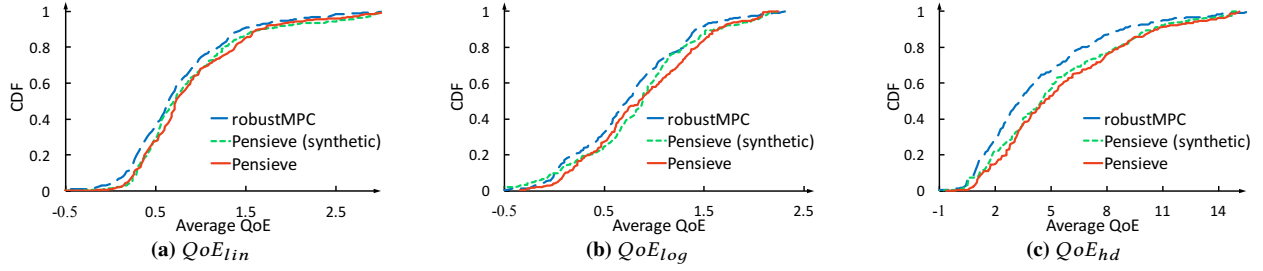 CDF
1
0.8
0.6
0.4
0.2
0
-0.5
0.5
1.5
2.5
robustMPC
Pensieve (synthetic)
Pensieve
Average QoE
(a) QoE_lin
CDF
1
0.8
0.6
0.4
0.2
0
-0.5
0.5
1.5
2.5
robustMPC
Pensieve (synthetic)
Pensieve
Average QoE
(b) QoE_log
CDF
1
0.8
0.6
0.4
0.2
0
-1
2
5
8
11
14
robustMPC
Pensieve (synthetic)
Pensieve
Average QoE
(c) QoE_hd